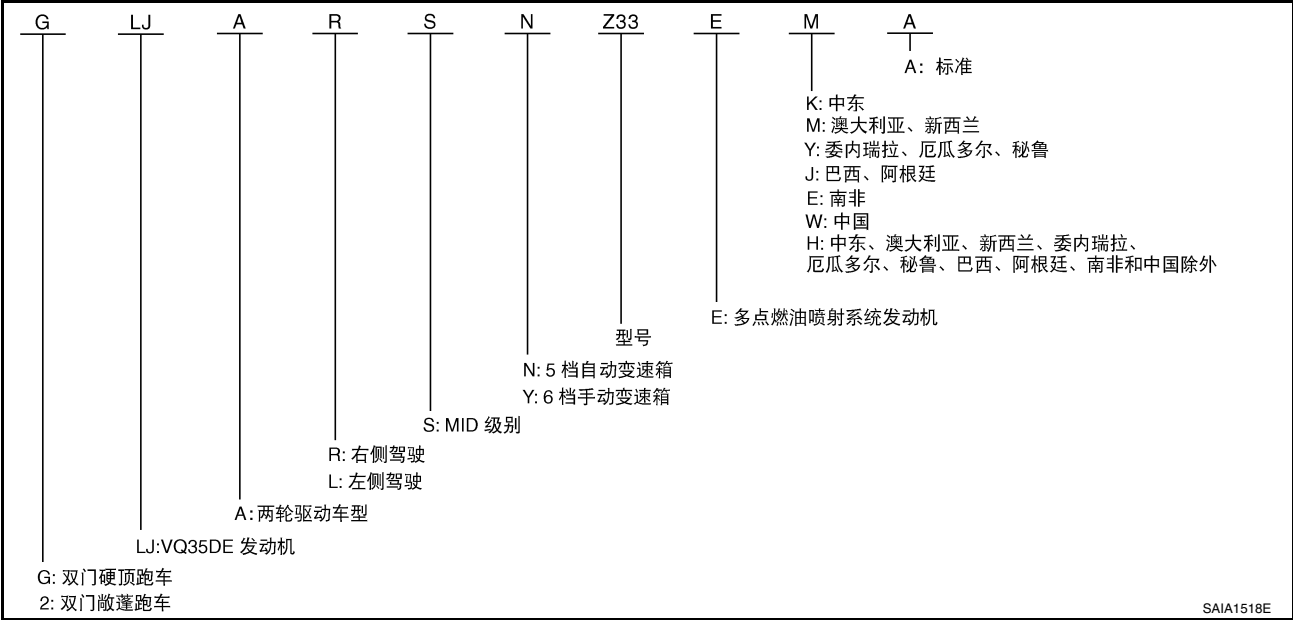 G LJ A R S N Z33 E M A
A: 标准
K: 中东
M: 澳大利亚、新西兰
Y: 委内瑞拉、厄瓜多尔、秘鲁
J: 巴西、阿根廷
E: 南非
W: 中国
H: 中东、澳大利亚、新西兰、委内瑞拉、
厄瓜多尔、秘鲁、巴西、阿根廷、南非和中国除外
E: 多点燃油喷射系统发动机
型号
N: 5 档自动变速箱
Y: 6 档手动变速箱
S: MID 级别
R: 右侧驾驶
L: 左侧驾驶
A: 两轮驱动车型
LJ:VQ35DE 发动机
G: 双门硬顶跑车
2: 双门敞蓬跑车
SAIA1518E